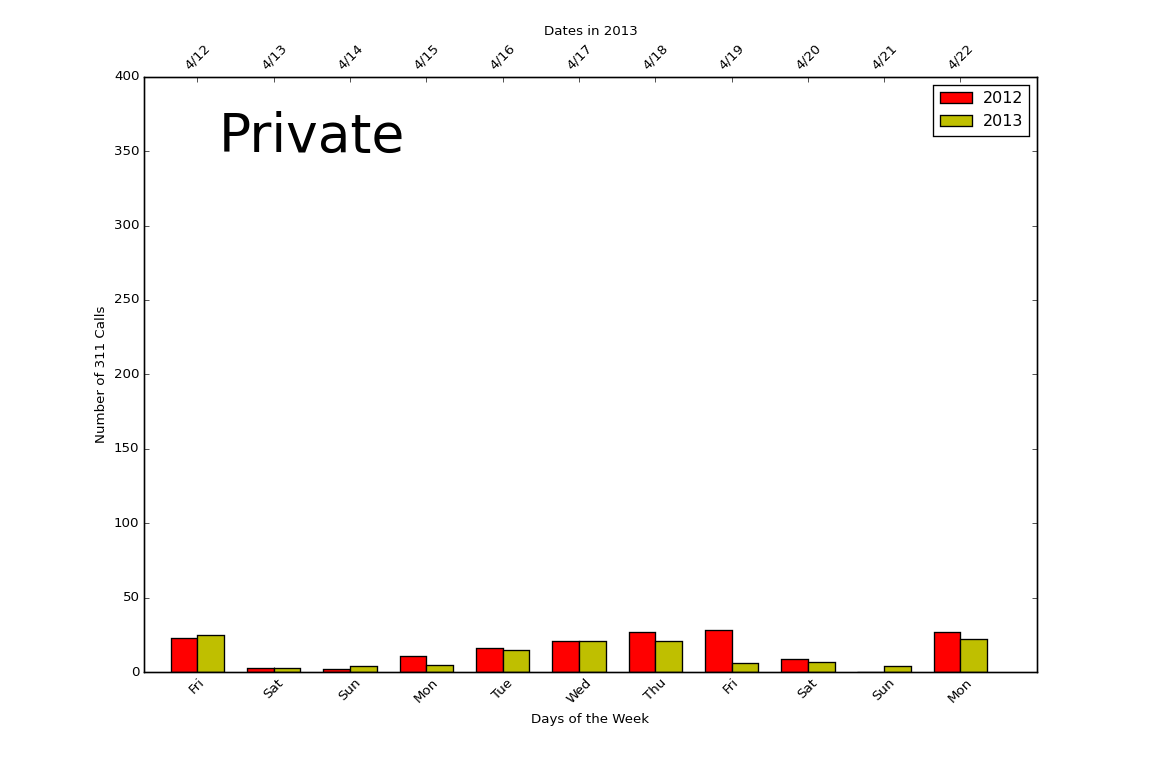 Dates in 2013
4/12 4/13 4/14 4/15 4/16 4/17 4/18 4/19 4/20 4/21 4/22
Private
2012
2013
400
350
300
250
200
150
100
50
0
Number of 311 Calls
Fri Sat Sun Mon Tue Wed Thu Fri Sat Sun Mon
Days of the Week